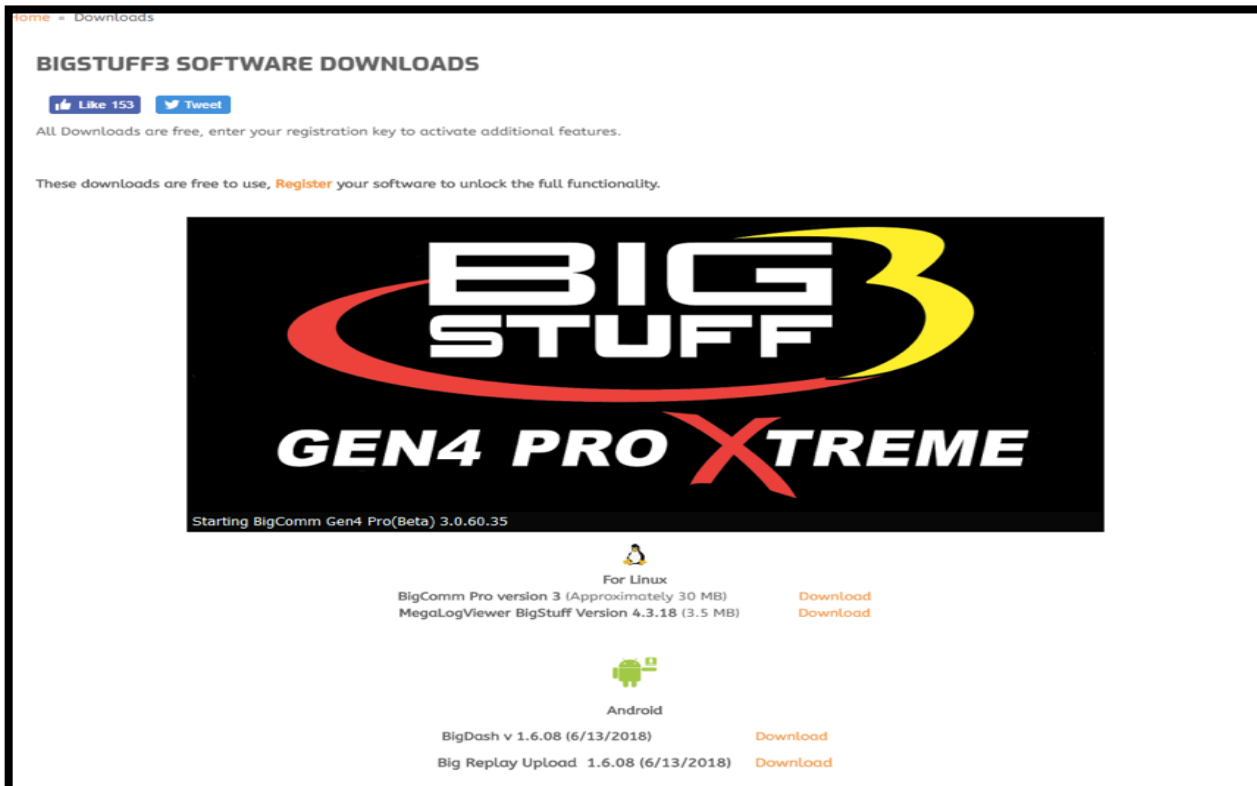 Home » Downloads
BIGSTUFF3 SOFTWARE DOWNLOADS
Like 153 Tweet
All Downloads are free, enter your registration key to activate additional features.
These downloads are free to use, Register your software to unlock the full functionality.
BIG 3
STUFF
GEN4 PRO XTREME
Starting BigComm Gen4 Pro(Beta) 3.0.60.35
For Linux
BigComm Pro version 3 (Approximately 30 MB) Download
MegaLogViewer BigStuff Version 4.3.18 (3.5 MB) Download
Android
BigDash v 1.6.08 (6/13/2018) Download
Big Replay Upload 1.6.08 (6/13/2018) Download